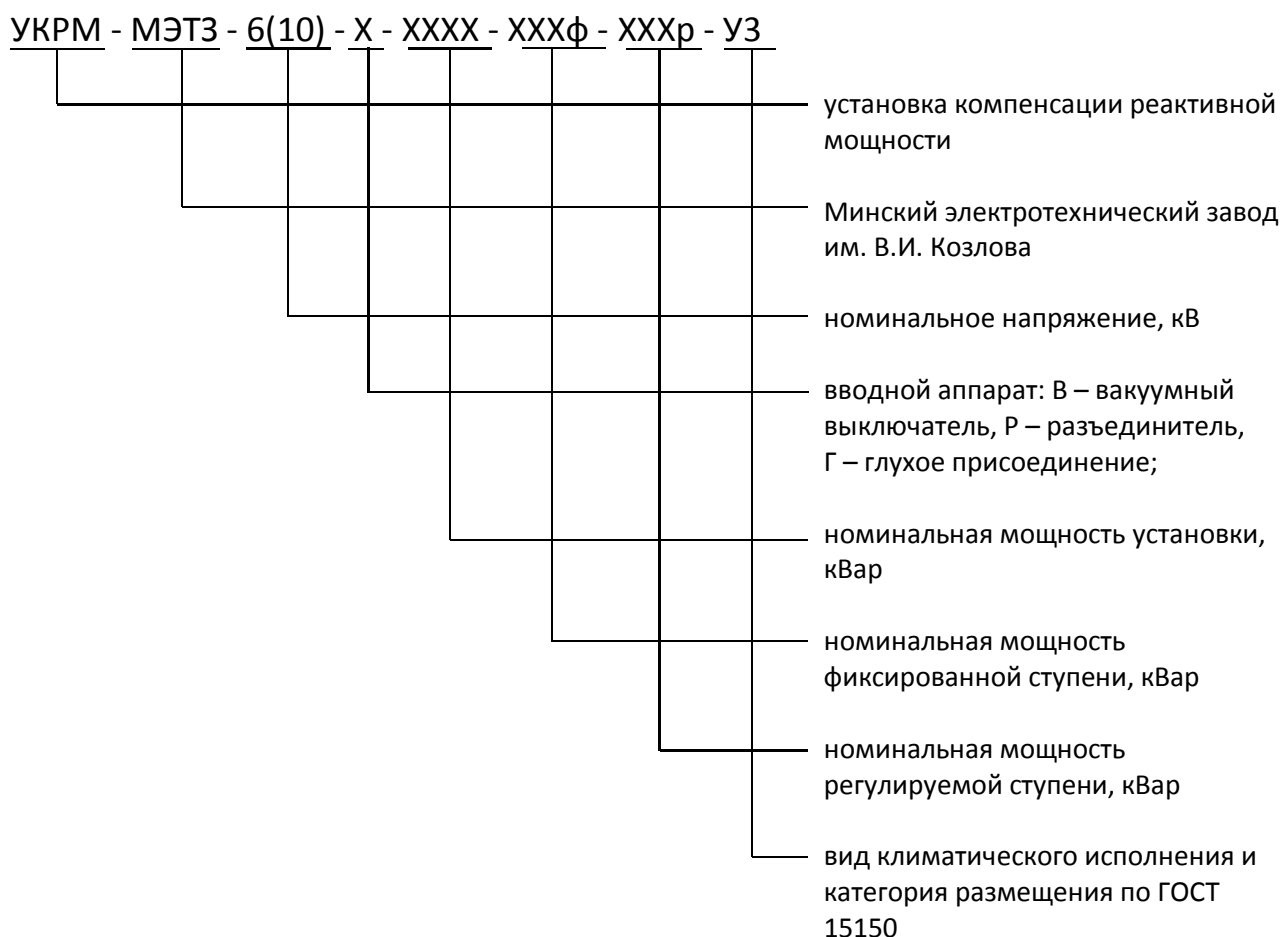 УКРМ - МЭТЗ - 6(10) - Х - ХХХХ - ХХХф - ХХХр - У3
установка компенсации реактивной
мощности
Минский электротехнический завод
им. В.И. Козлова
номинальное напряжение, кВ
вводной аппарат: В – вакуумный
выключатель, Р – разъединитель,
Г – глухое присоединение;
номинальная мощность установки,
кВар
номинальная мощность
фиксированной ступени, кВар
номинальная мощность
регулируемой ступени, кВар
вид климатического исполнения и
категория размещения по ГОСТ
15150